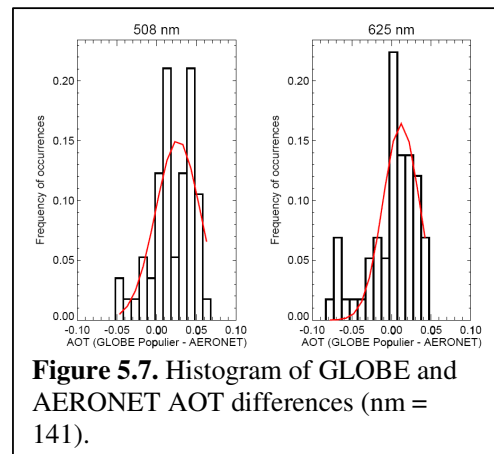 508 nm
625 nm
Frequency of occurrences
0.20
0.15
0.10
0.05
0.00
-0.10 -0.05 0.00 0.05 0.10
AOT (GLOBE Populier - AERONET)
Frequency of occurrences
0.20
0.15
0.10
0.05
0.00
-0.10 -0.05 0.00 0.05 0.10
AOT (GLOBE Populier - AERONET)
Figure 5.7. Histogram of GLOBE and
AERONET AOT differences (nm =
141).